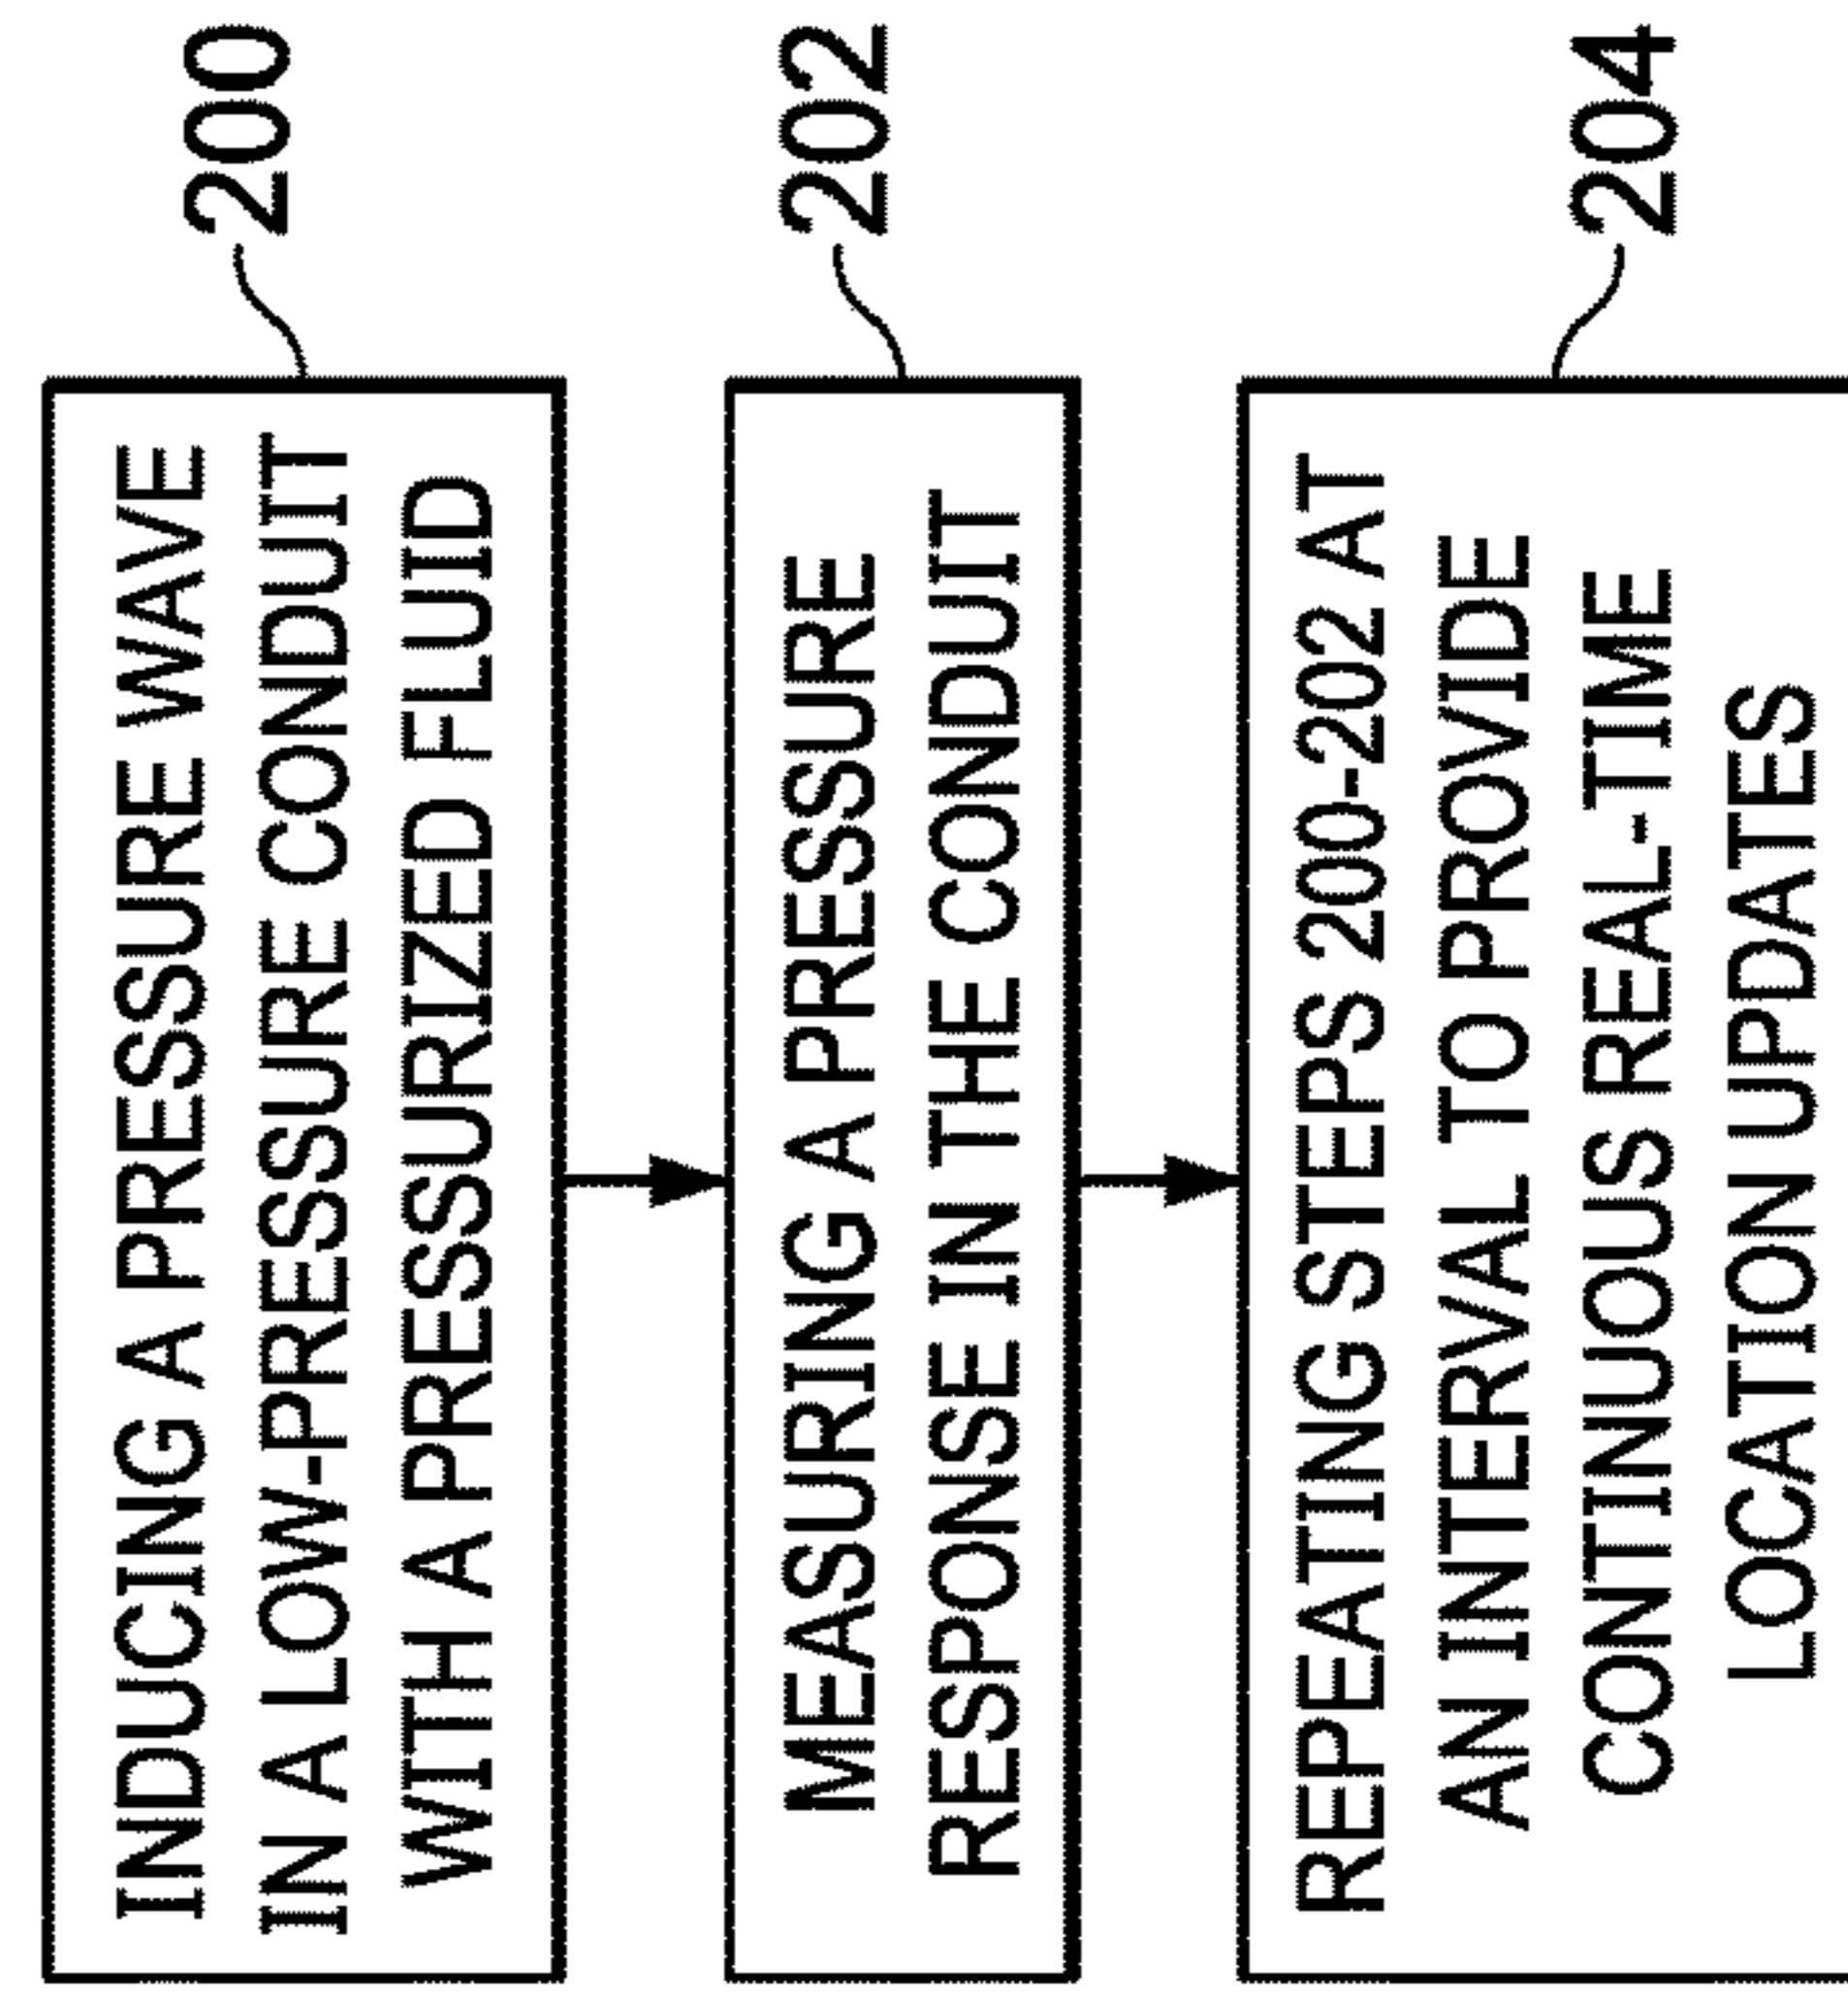 INDUCING A PRESSURE WAVE
IN A LOW-PRESSURE CONDUIT
WITH A PRESSURIZED FLUID
200
MEASURING A PRESSURE
RESPONSE IN THE CONDUIT
202
REPEATING STEPS 200-202 AT
AN INTERVAL TO PROVIDE
CONTINUOUS REAL-TIME
LOCATION UPDATES
204